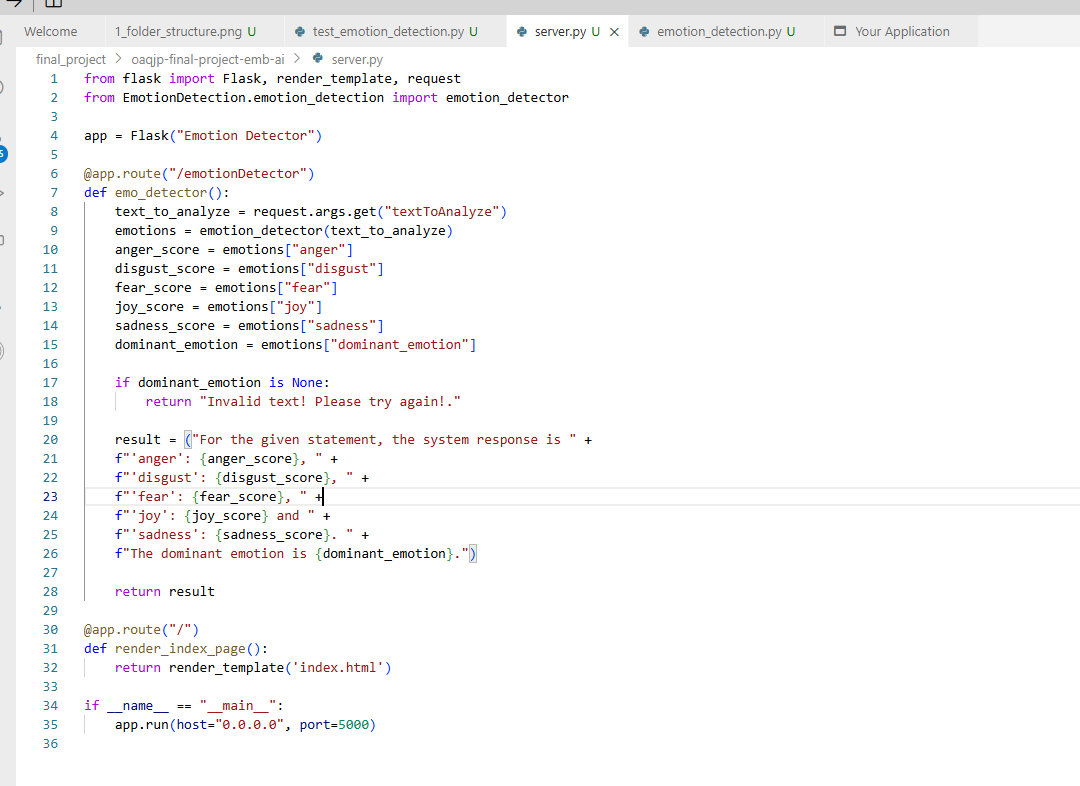 Welcome 1_folder_structure.png U test_emotion_detection.py U server.py U emotion_detection.py U Your Application
final_project > oaqjp-final-project-emb-ai > server.py
1 from flask import Flask, render_template, request
2 from EmotionDetection.emotion_detection import emotion_detector
3
4 app = Flask("Emotion Detector")
5
6 @app.route("/emotionDetector")
7 def emo_detector():
8     text_to_analyze = request.args.get("textToAnalyze")
9     emotions = emotion_detector(text_to_analyze)
10     anger_score = emotions["anger"]
11     disgust_score = emotions["disgust"]
12     fear_score = emotions["fear"]
13     joy_score = emotions["joy"]
14     sadness_score = emotions["sadness"]
15     dominant_emotion = emotions["dominant_emotion"]
16
17     if dominant_emotion is None:
18         return "Invalid text! Please try again!."
19
20     result = ("For the given statement, the system response is " +
21     f"'anger': {anger_score}, " +
22     f"'disgust': {disgust_score}, " +
23     f"'fear': {fear_score}, " +
24     f"'joy': {joy_score} and " +
25     f"'sadness': {sadness_score}. " +
26     f"The dominant emotion is {dominant_emotion}.")
27
28     return result
29
30 @app.route("/")
31 def render_index_page():
32     return render_template('index.html')
33
34 if __name__ == "__main__":
35     app.run(host="0.0.0.0", port=5000)
36